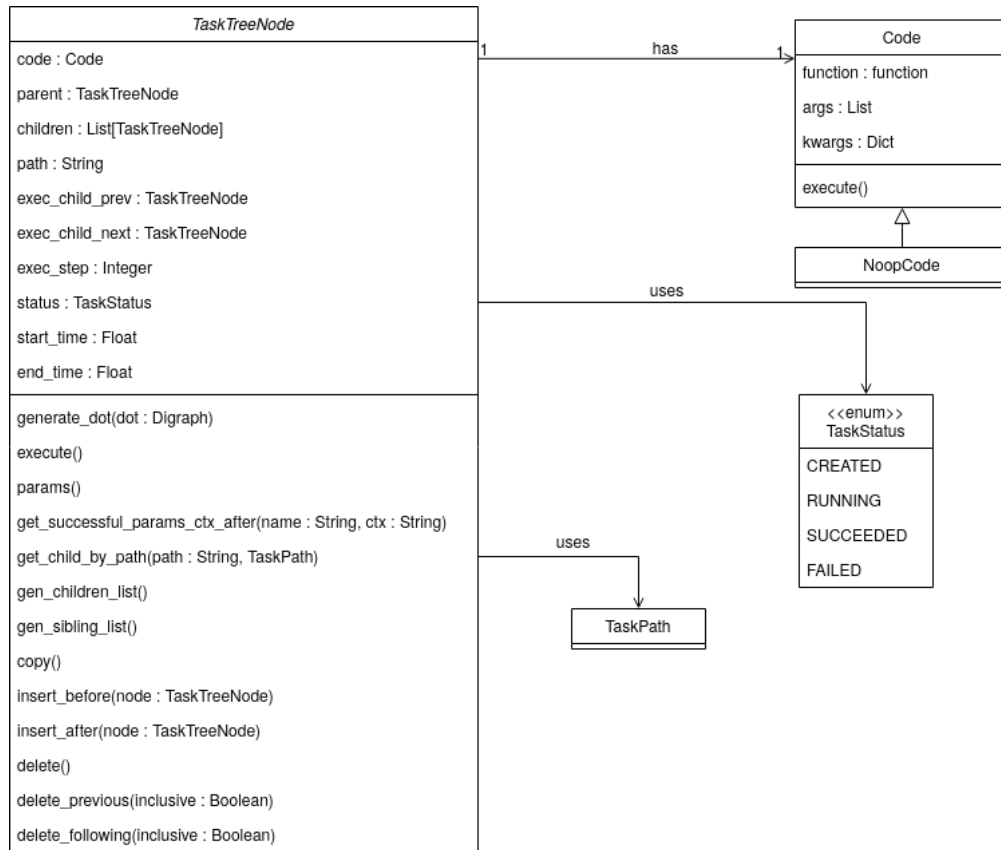 TaskTreeNode
code : Code
parent : TaskTreeNode
children : List[TaskTreeNode]
path : String
exec_child_prev : TaskTreeNode
exec_child_next : TaskTreeNode
exec_step : Integer
status : TaskStatus
start_time : Float
end_time : Float
generate_dot(dot : Digraph)
execute()
params()
get_successful_params_ctx_after(name : String, ctx : String)
get_child_by_path(path : String, TaskPath)
gen_children_list()
gen_sibling_list()
copy()
insert_before(node : TaskTreeNode)
insert_after(node : TaskTreeNode)
delete()
delete_previous(inclusive : Boolean)
delete_following(inclusive : Boolean)
1
has
1
Code
function : function
args : List
kwargs : Dict
execute()
NoopCode
uses
<<enum>>
TaskStatus
CREATED
RUNNING
SUCCEEDED
FAILED
uses
TaskPath